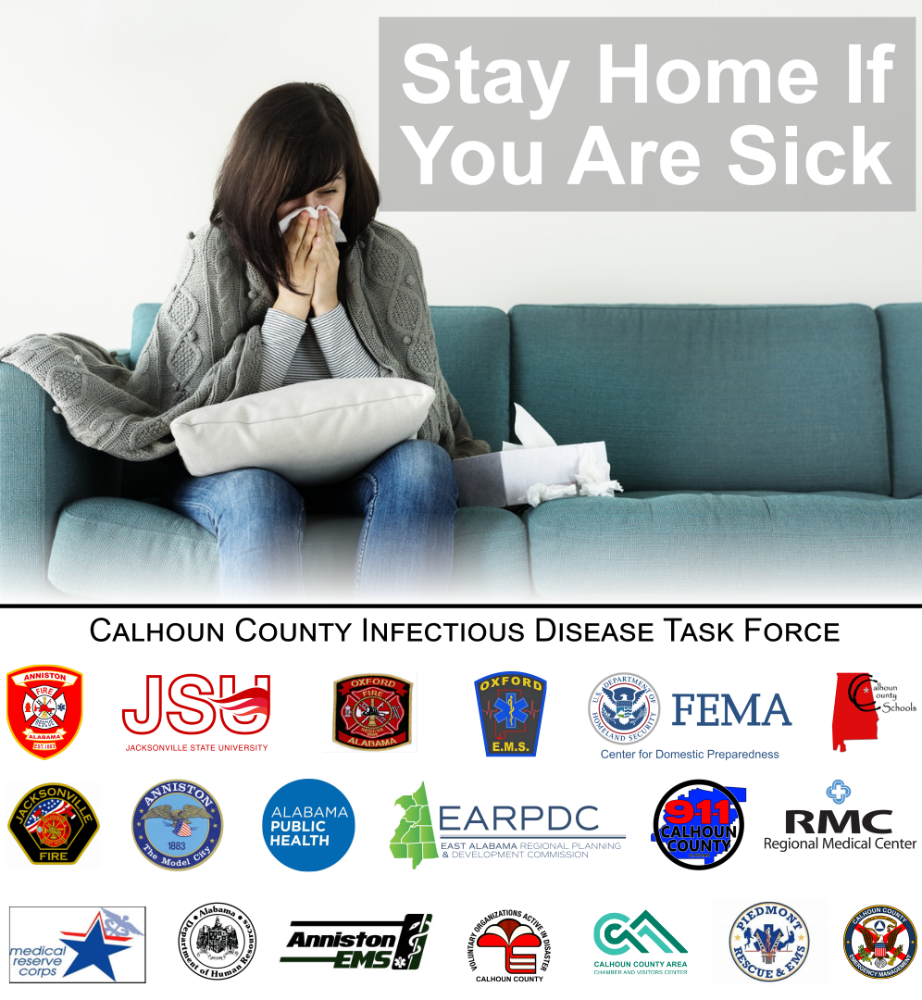 Stay Home If
You Are Sick
CALHOUN COUNTY INFECTIOUS DISEASE TASK FORCE
ANNISTON
FIRE
RESCUE
ALABAMA
EST. 1883
JSU
JACKSONVILLE STATE UNIVERSITY
OXFORD
FIRE
RESCUE
ALABAMA
OXFORD
E.M.S.
U.S. DEPARTMENT OF
HOMELAND SECURITY
FEMA
Center for Domestic Preparedness
Calhoun
County
Schools
JACKSONVILLE
FIRE
ANNISTON
1883
The Model City
ALABAMA
PUBLIC
HEALTH
EARPDC
EAST ALABAMA REGIONAL PLANNING
& DEVELOPMENT COMMISSION
911
CALHOUN
COUNTY
RMC
Regional Medical Center
medical
reserve
corps
Alabama
Department of Human Resources
Anniston
EMS
VOLUNTARY ORGANIZATIONS ACTIVE IN DISASTER
CALHOUN COUNTY
CALHOUN COUNTY AREA
CHAMBER AND VISITORS CENTER
PIEDMONT
RESCUE & EMS
CALHOUN COUNTY
EMERGENCY MANAGEMENT